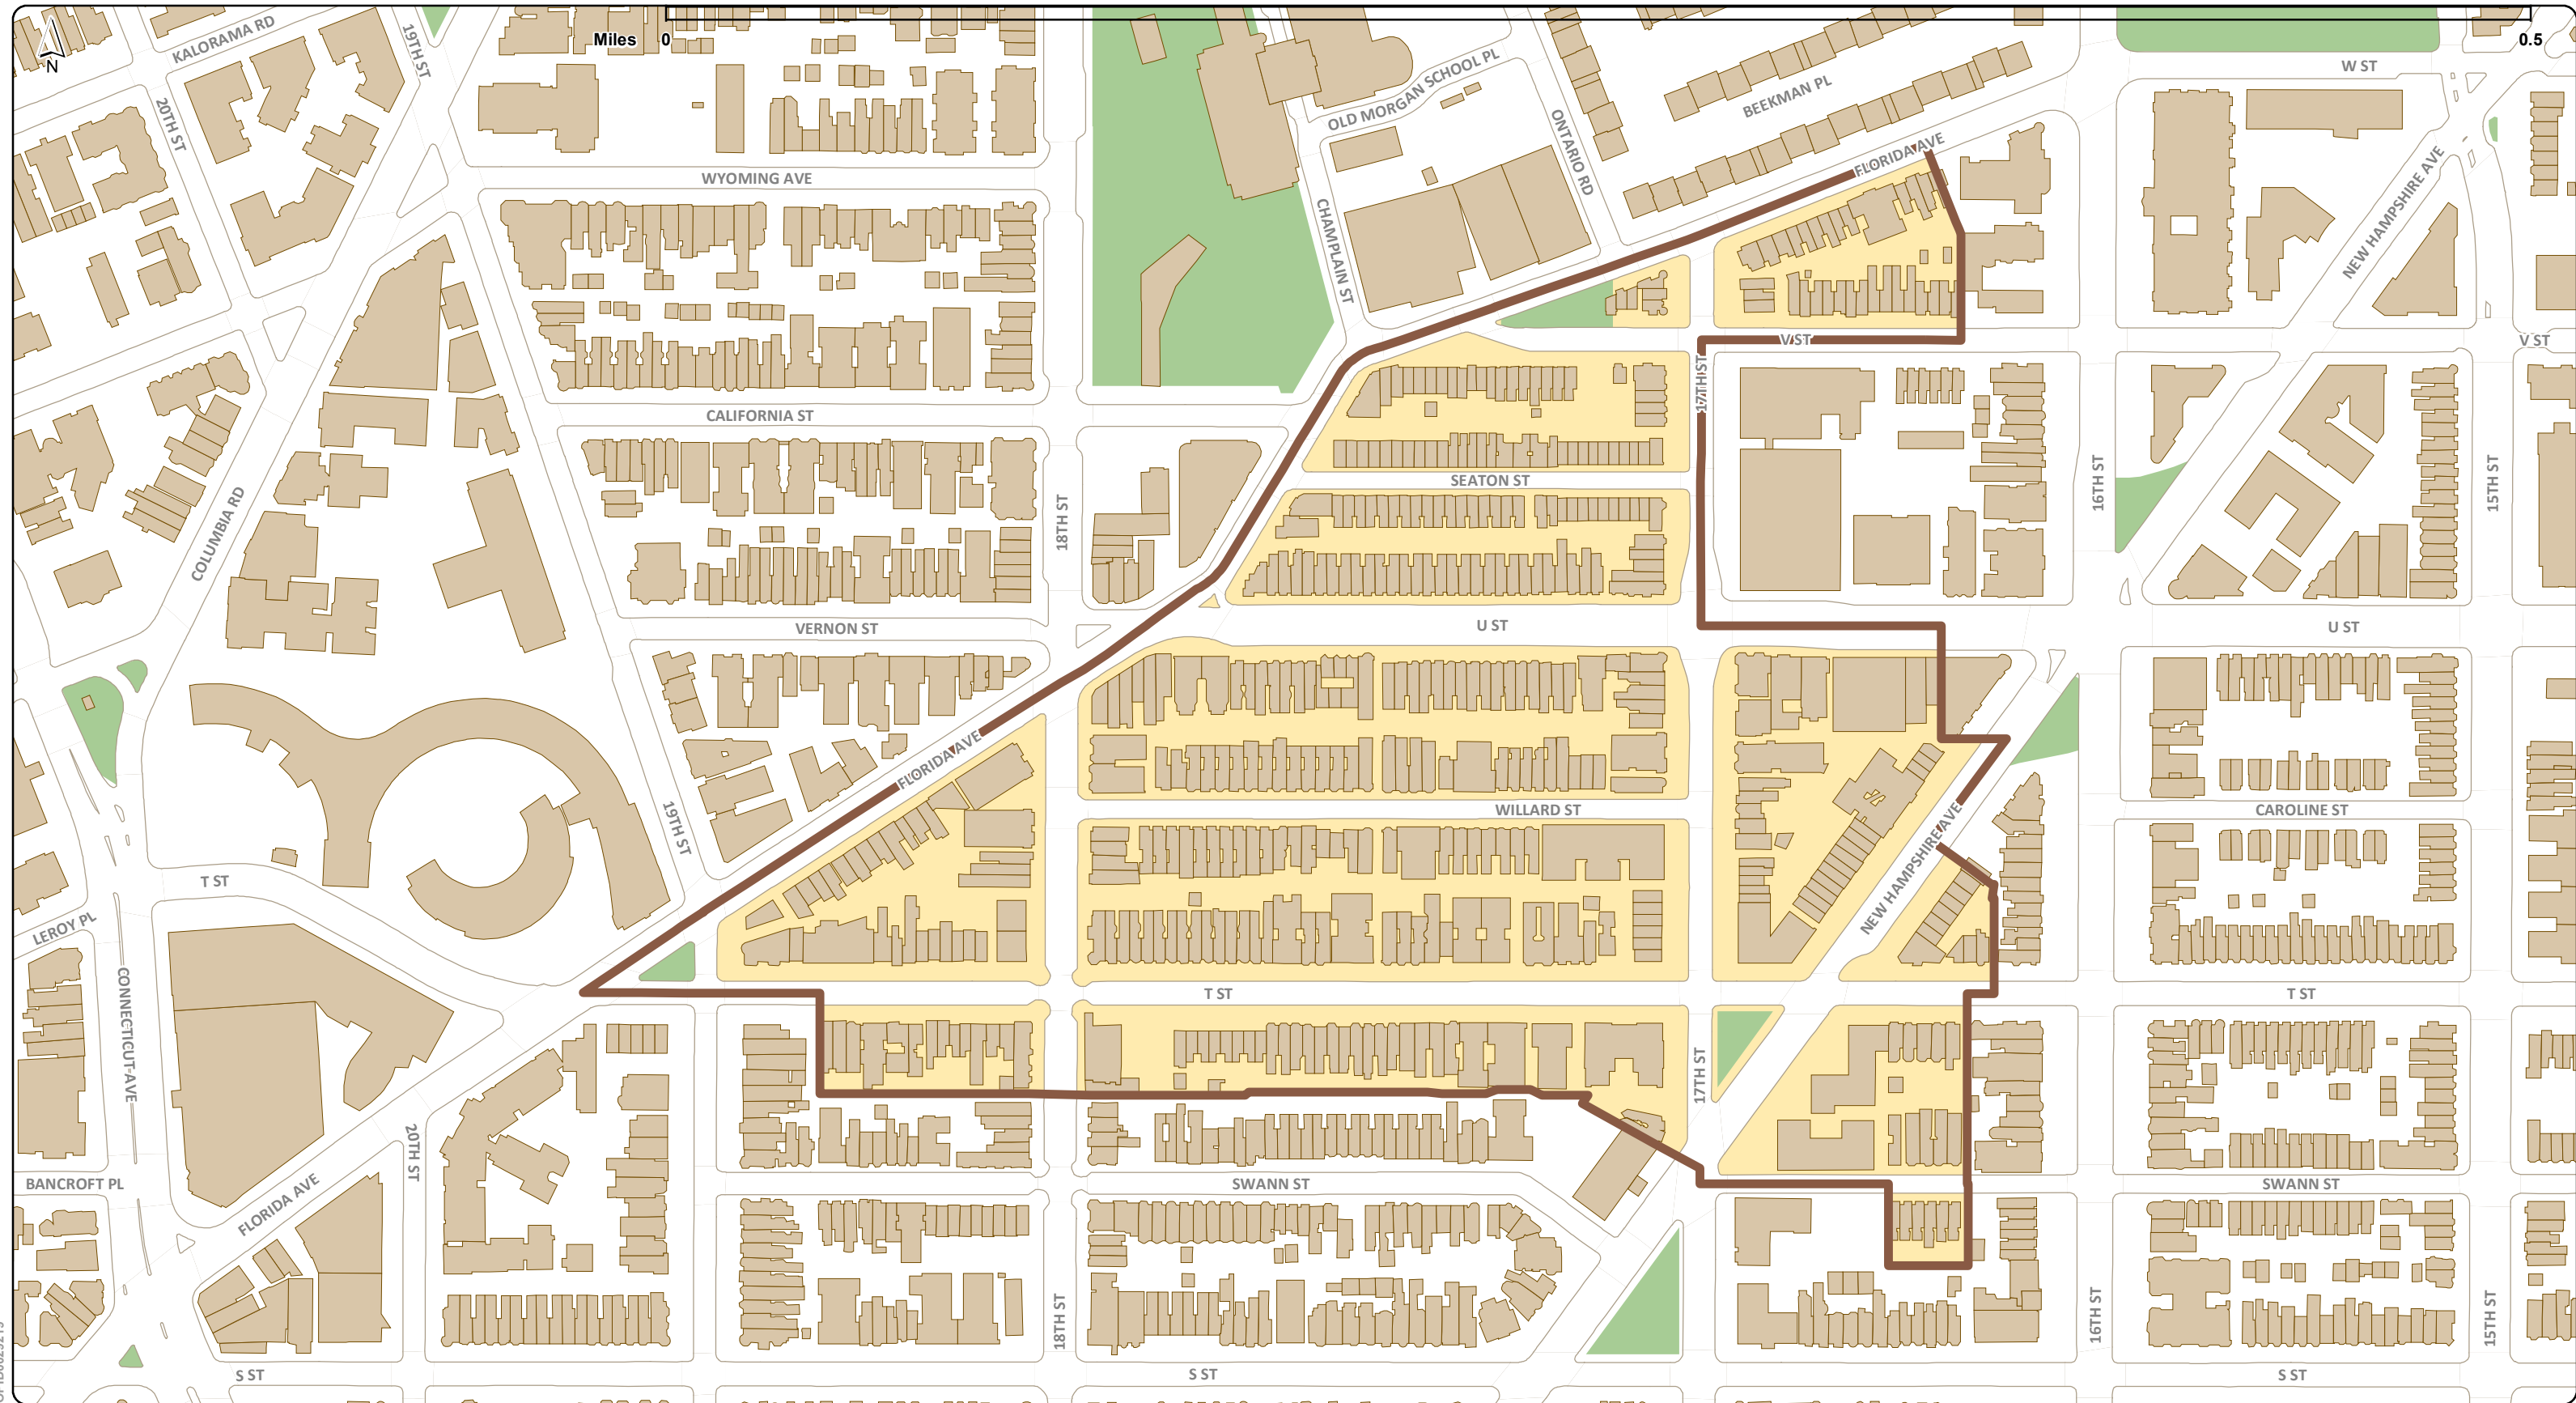 KALORAMA RD
19TH ST
Miles 0
0.5
N
20TH ST
OLD MORGAN SCHOOL PL
ONTARIO RD
BEEKMAN PL
W ST
FLORIDA AVE
NEW HAMPSHIRE AVE
WYOMING AVE
CHAMPLAIN ST
V ST
V ST
17TH ST
CALIFORNIA ST
SEATON ST
COLUMBIA RD
18TH ST
16TH ST
15TH ST
VERNON ST
U ST
U ST
FLORIDA AVE
19TH ST
WILLARD ST
CAROLINE ST
NEW HAMPSHIRE AVE
T ST
LEROY PL
CONNECTICUT AVE
T ST
T ST
17TH ST
20TH ST
BANCROFT PL
FLORIDA AVE
SWANN ST
SWANN ST
18TH ST
16TH ST
15TH ST
S ST
S ST
S ST